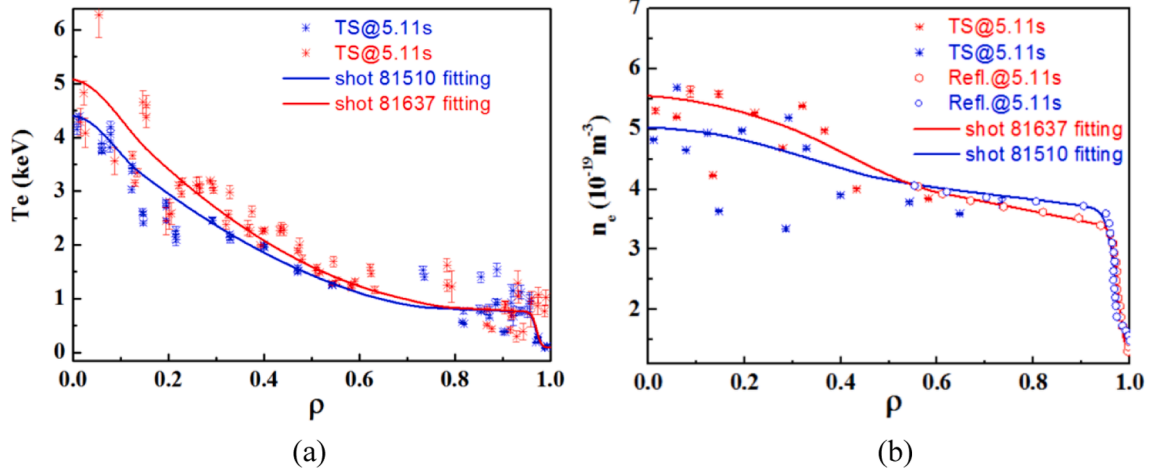 TS@5.11s
TS@5.11s
shot 81510 fitting
shot 81637 fitting
Te (keV)
6
5
4
3
2
1
0
0.0 0.2 0.4 0.6 0.8 1.0
ρ
(a)
TS@5.11s
TS@5.11s
Refl.@5.11s
Refl.@5.11s
shot 81637 fitting
shot 81510 fitting
n_e (10^-19 m^-3)
7
6
5
4
3
2
0.0 0.2 0.4 0.6 0.8 1.0
ρ
(b)